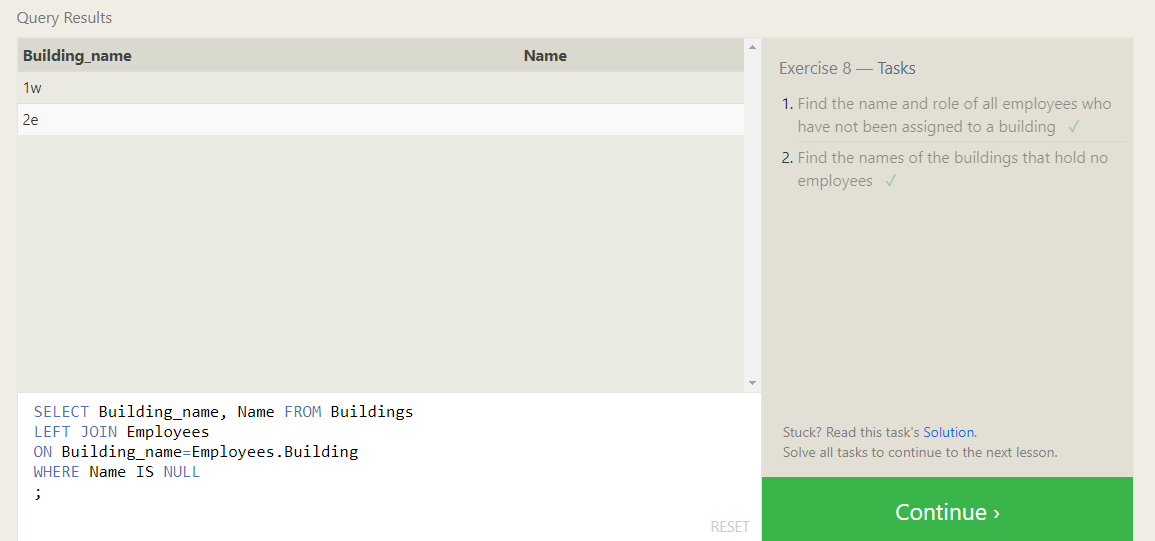 Query Results
Building_name Name
1w
2e
SELECT Building_name, Name FROM Buildings
LEFT JOIN Employees
ON Building_name=Employees.Building
WHERE Name IS NULL
;
RESET
Exercise 8 — Tasks
1. Find the name and role of all employees who
have not been assigned to a building ✓
2. Find the names of the buildings that hold no
employees ✓
Stuck? Read this task's Solution.
Solve all tasks to continue to the next lesson.
Continue ›